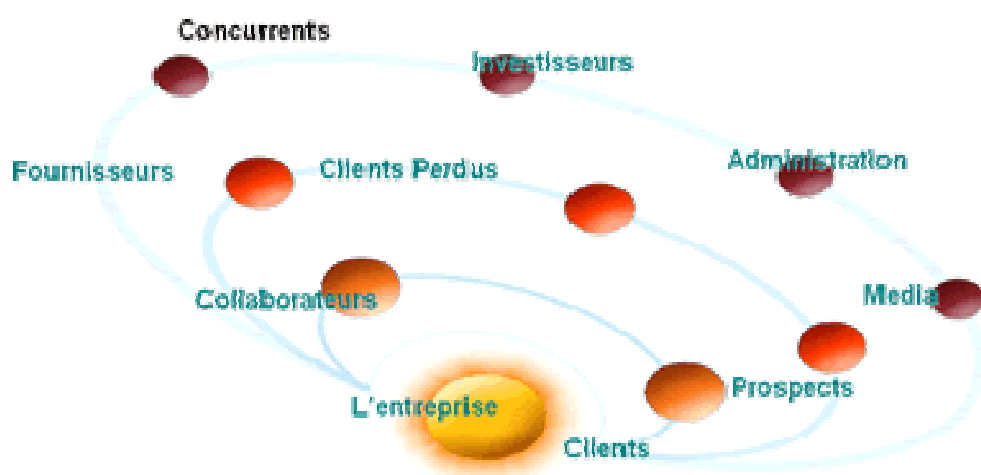 Concurrents
Investisseurs
Administration
Fournisseurs
Clients Perdus
Collaborateurs
Media
Prospects
L'entreprise
Clients